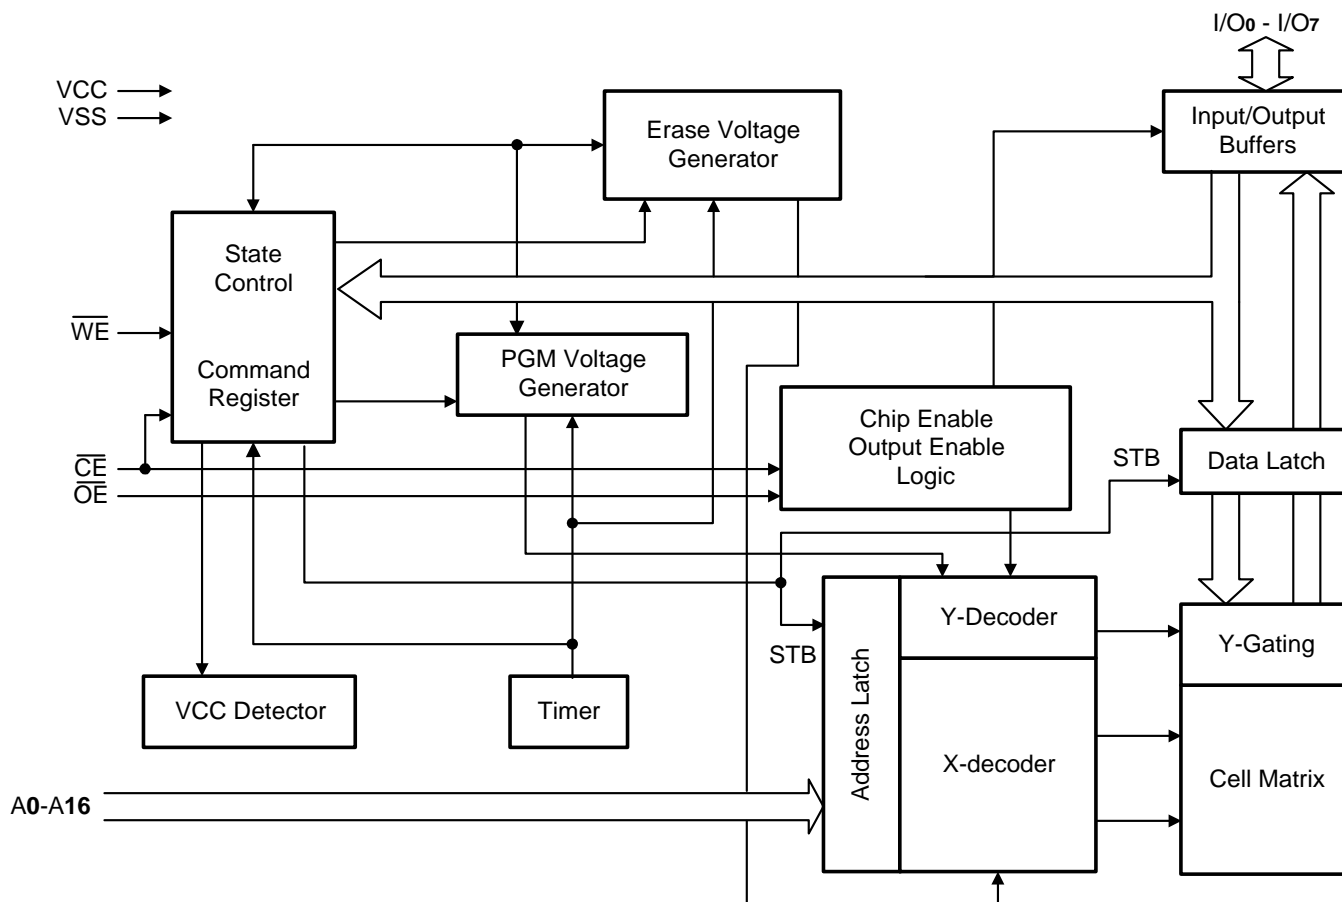 I/O0 - I/O7
VCC
VSS
Erase Voltage
Generator
Input/Output
Buffers
State
Control
WE
PGM Voltage
Generator
Command
Register
Chip Enable
Output Enable
Logic
CE
OE
STB
Data Latch
Y-Decoder
STB
Y-Gating
VCC Detector
Timer
Address Latch
X-decoder
Cell Matrix
A0-A16